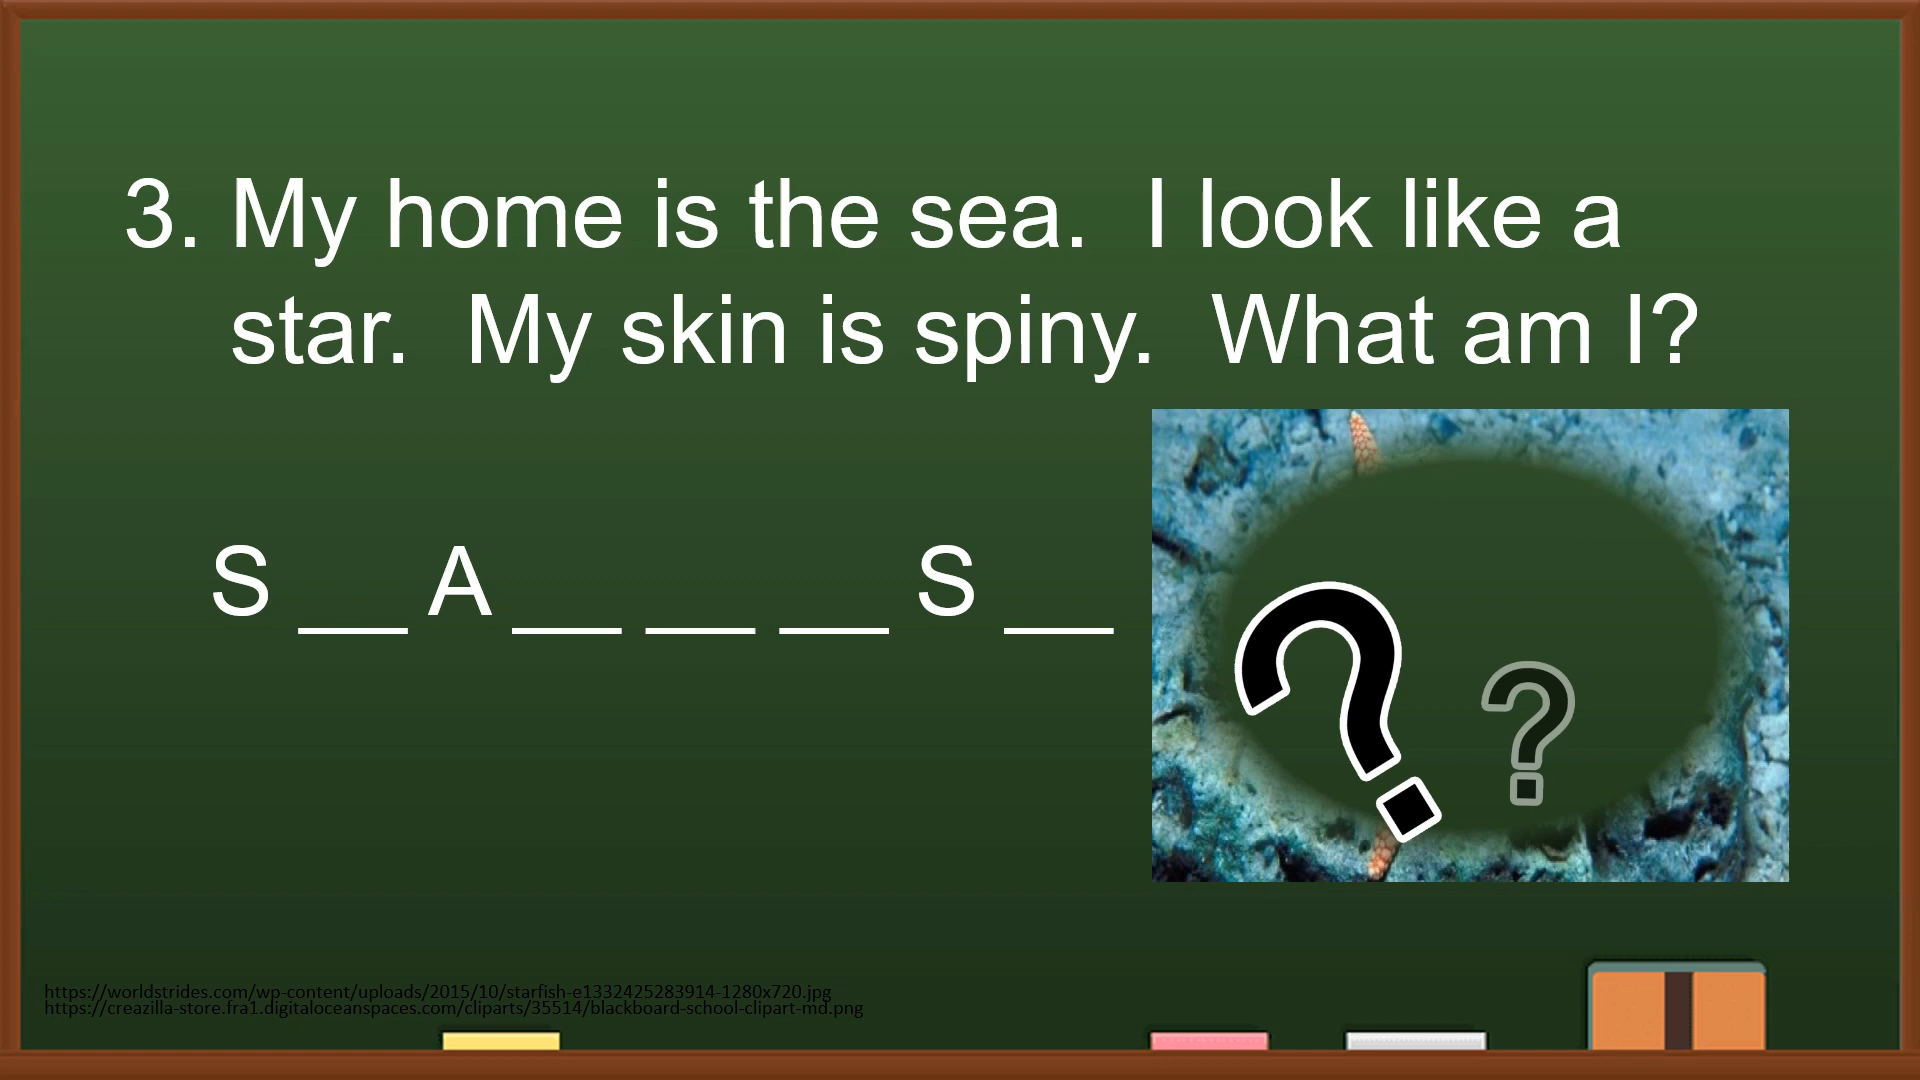 3. My home is the sea.  I look like a
star.  My skin is spiny.  What am I?
S __ A __ __ __ S __
? ?
https://worldstrides.com/wp-content/uploads/2015/10/starfish-e1332425283914-1280x720.jpg
https://creazilla-store.fra1.digitaloceanspaces.com/cliparts/35514/blackboard-school-clipart-md.png